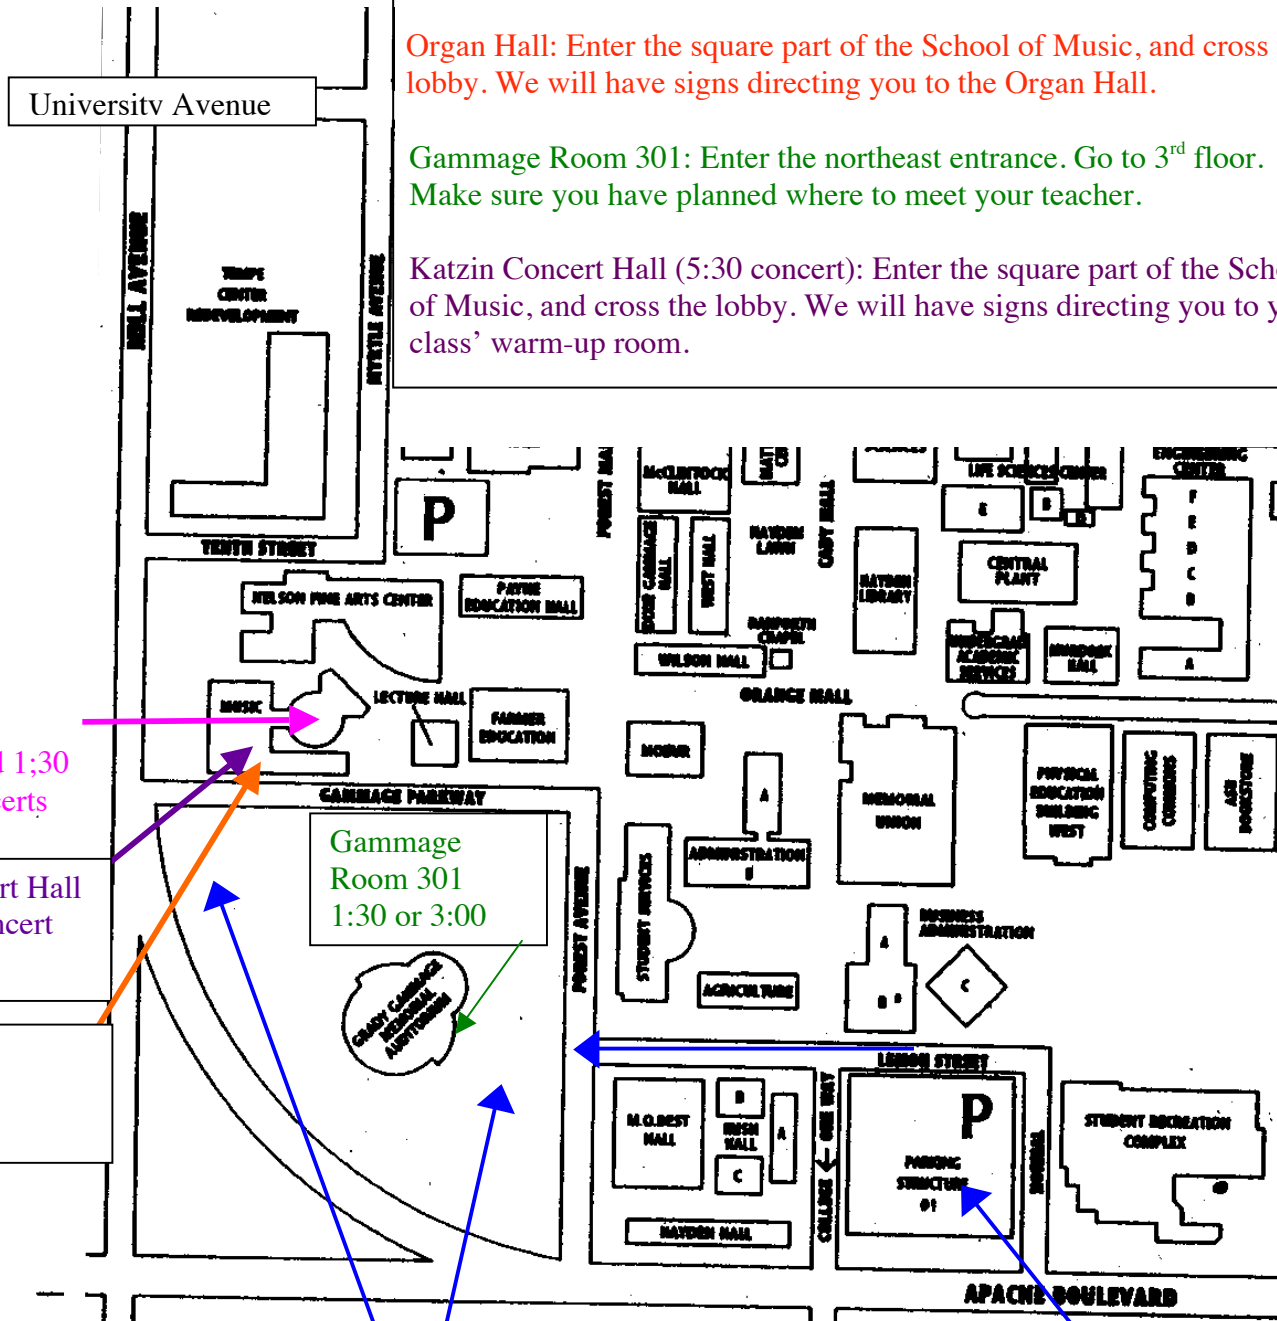 Organ Hall: Enter the square part of the School of Music, and cross
lobby. We will have signs directing you to the Organ Hall.
University Avenue
Gammage Room 301: Enter the northeast entrance. Go to 3rd floor.
Make sure you have planned where to meet your teacher.
Katzin Concert Hall (5:30 concert): Enter the square part of the Scho
of Music, and cross the lobby. We will have signs directing you to y
class' warm-up room.
MILL AVENUE
MYRTLE AVENUE
TEMPE
CENTER
REDEVELOPMENT
FOREST MA
McCLINTOCK
HALL
CADY MALL
LIFE SCIENCES CENTER
ENGINEERING
CENTER
P
E
B
F
E
D
C
B
A
TENTH STREET
DIXIE GAMMAGE
HALL
WEST HALL
HAYDEN
LAWN
HAYDEN
LIBRARY
CENTRAL
PLANT
NELSON FINE ARTS CENTER
PAYNE
EDUCATION HALL
DANFORTH
CHAPEL
WILSON HALL
UNDERGRAD
ACADEMIC
SERVICES
MURDOCK
HALL
ORANGE MALL
MUSIC
LECTURE HALL
FARMER
EDUCATION
MOEUR
1;30
erts
GAMMAGE PARKWAY
A
ADMINISTRATION
B
MEMORIAL
UNION
PHYSICAL
EDUCATION
BUILDING
WEST
COMPUTING
COMMONS
ASU
BOOKSTORE
Gammage
Room 301
1:30 or 3:00
rt Hall
ncert
FOREST AVENUE
STUDENT SERVICES
AGRICULTURE
BUSINESS
ADMINISTRATION
A
B
C
GRADY GAMMAGE
MEMORIAL
AUDITORIUM
LEMON STREET
M.O.BEST
HALL
B
IRISH
HALL
A
C
HAYDEN HALL
COLLEGE ← ONE WAY
P
PARKING
STRUCTURE
#1
NORMAL
STUDENT RECREATION
COMPLEX
APACHE BOULEVARD